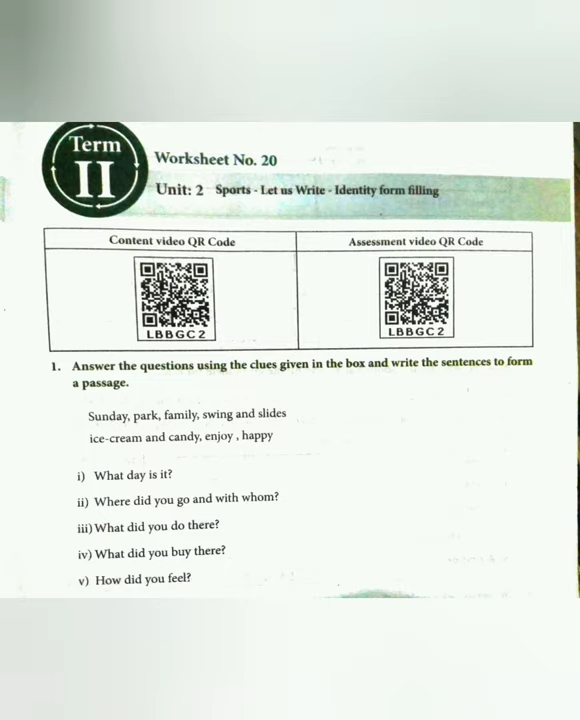 Term
II
Worksheet No. 20
Unit: 2 Sports - Let us Write - Identity form filling
Content video QR Code
Assessment video QR Code
LBBGC2
LBBGC2
1. Answer the questions using the clues given in the box and write the sentences to form
a passage.
Sunday, park, family, swing and slides
ice-cream and candy, enjoy , happy
i) What day is it?
ii) Where did you go and with whom?
iii) What did you do there?
iv) What did you buy there?
v) How did you feel?